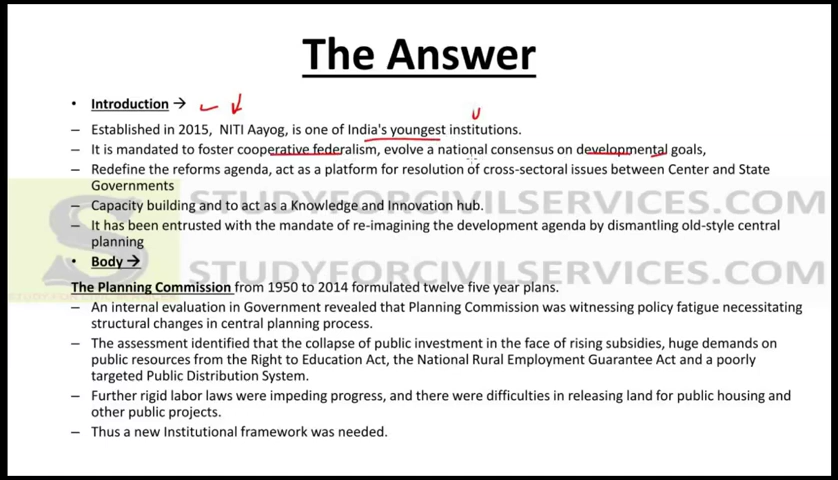 The Answer
• Introduction →
– Established in 2015, NITI Aayog, is one of India's youngest institutions.
– It is mandated to foster cooperative federalism, evolve a national consensus on developmental goals,
– Redefine the reforms agenda, act as a platform for resolution of cross-sectoral issues between Center and State
Governments
STUDYFORCIVILSERVICES.COM
– Capacity building and to act as a Knowledge and Innovation hub.
– It has been entrusted with the mandate of re-imagining the development agenda by dismantling old-style central
planning
• Body →
STUDYFORCIVILSERVICES.COM
The Planning Commission from 1950 to 2014 formulated twelve five year plans.
– An internal evaluation in Government revealed that Planning Commission was witnessing policy fatigue necessitating
structural changes in central planning process.
– The assessment identified that the collapse of public investment in the face of rising subsidies, huge demands on
public resources from the Right to Education Act, the National Rural Employment Guarantee Act and a poorly
targeted Public Distribution System.
– Further rigid labor laws were impeding progress, and there were difficulties in releasing land for public housing and
other public projects.
– Thus a new Institutional framework was needed.